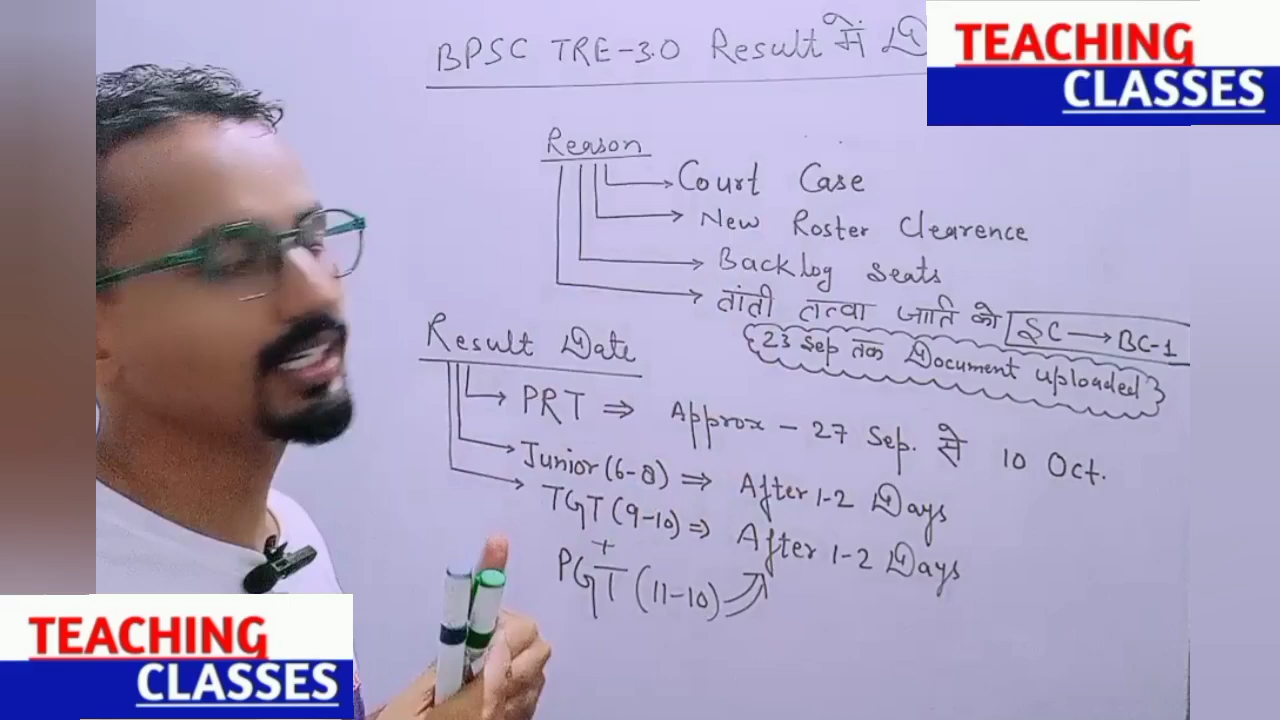 BPSC TRE-3.0 Result में
TEACHING
CLASSES
Reason
Court Case
New Roster Clearence
Backlog Seats
तांती तत्वा जाति को SC → BC-1
23 Sep तक Document uploaded
Result Date
PRT ⇒ Approx - 27 Sep. से 10 Oct.
Junior (6-8) ⇒ After 1-2 Days
TGT (9-10) ⇒ After 1-2 Days
+
PGT (11-10)
TEACHING
CLASSES